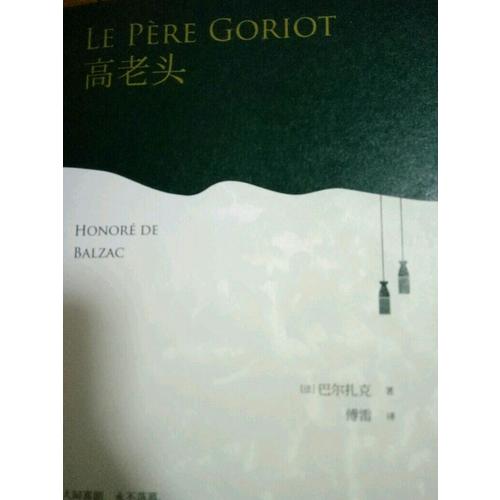 LE PÈRE GORIOT
高老头
HONORÉ DE
BALZAC
[法] 巴尔扎克 著
傅雷 译